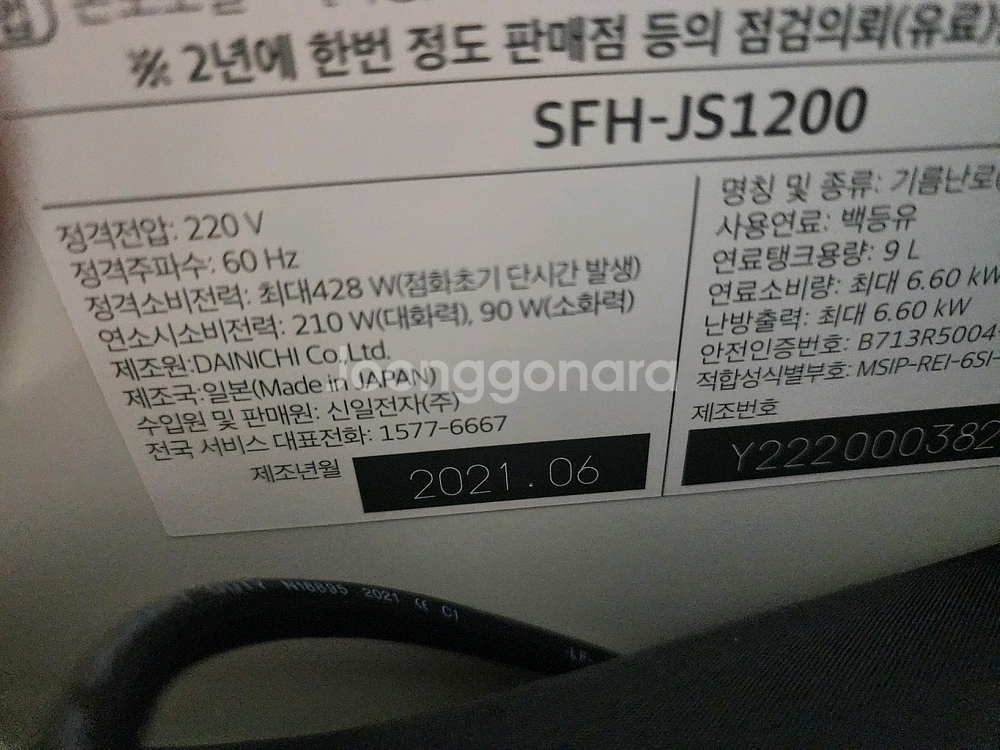 ※ 2년에 한번 정도 판매점 등의 점검의뢰(유료)
SFH-JS1200
정격전압: 220 V
정격주파수: 60 Hz
정격소비전력: 최대428 W(점화초기 단시간 발생)
연소시소비전력: 210 W(대화력), 90 W(소화력)
제조원:DAINICHI Co.,Ltd.
제조국:일본(Made in JAPAN)
수입원 및 판매원: 신일전자(주)
전국 서비스 대표전화: 1577-6667
제조년월
2021.06
명칭 및 종류: 기름난로(
사용연료: 백등유
연료탱크용량: 9 L
연료소비량: 최대 6.60 kW
난방출력: 최대 6.60 kW
안전인증번호: B713R5004
적합성식별부호: MSIP-REI-6SI-
제조번호
Y222000382
joonggonara
N16895 2021 CE C1